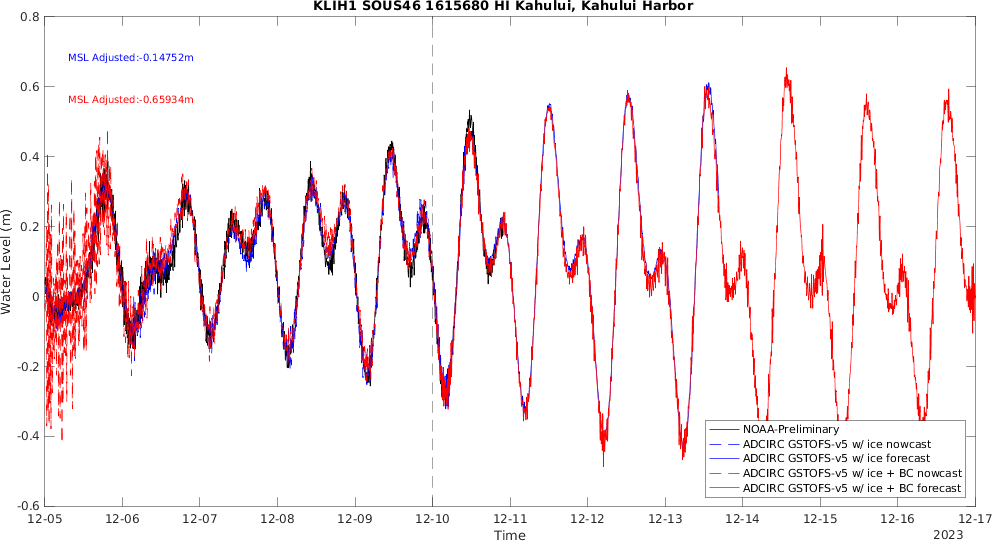 KLIH1 SOUS46 1615680 HI Kahului, Kahului Harbor
0.8
0.6
0.4
0.2
0
-0.2
-0.4
-0.6
Water Level (m)
MSL Adjusted:-0.14752m
MSL Adjusted:-0.65934m
NOAA-Preliminary
ADCIRC GSTOFS-v5 w/ ice nowcast
ADCIRC GSTOFS-v5 w/ ice forecast
ADCIRC GSTOFS-v5 w/ ice + BC nowcast
ADCIRC GSTOFS-v5 w/ ice + BC forecast
12-05 12-06 12-07 12-08 12-09 12-10 12-11 12-12 12-13 12-14 12-15 12-16 12-17
Time
2023